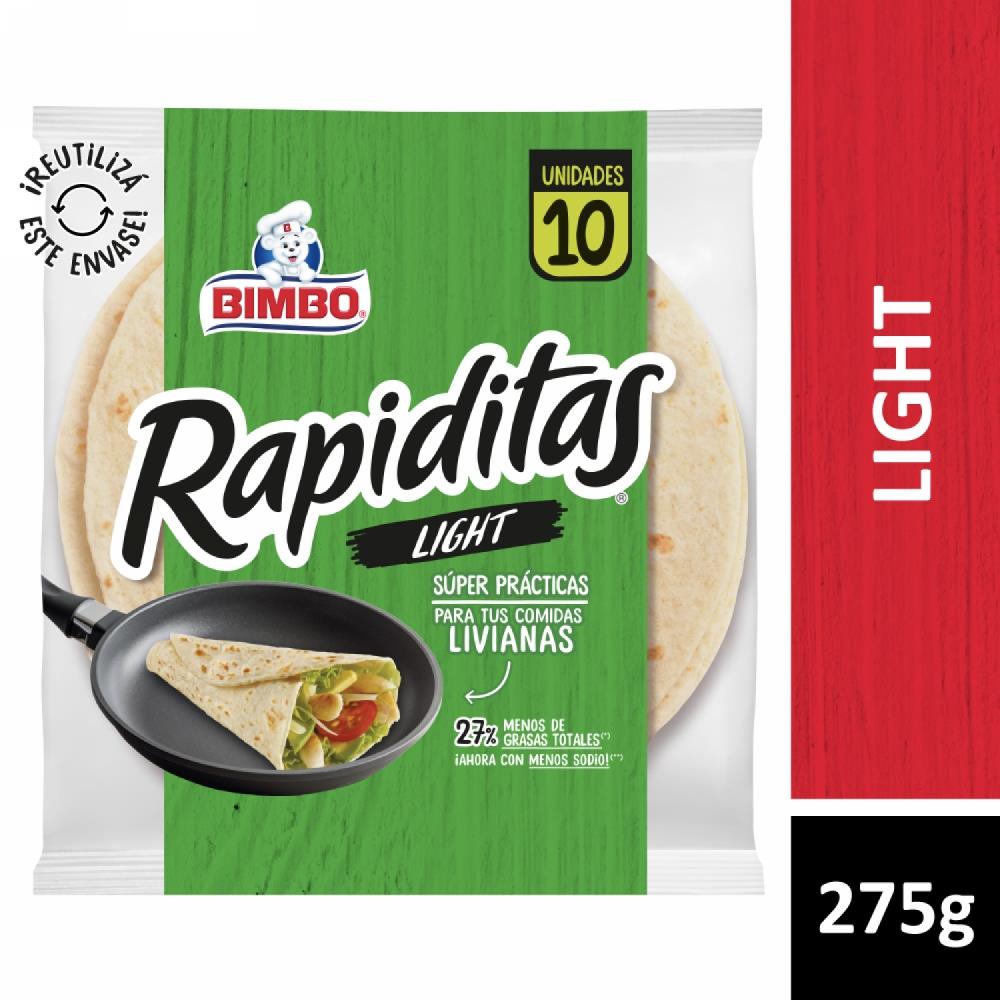 ¡REUTILIZÁ
ESTE ENVASE!
UNIDADES
10
B
BIMBO®
Rapiditas®
LIGHT
SÚPER PRÁCTICAS
PARA TUS COMIDAS
LIVIANAS
27% MENOS DE
GRASAS TOTALES(*)
¡AHORA CON MENOS SODIO!(**)
LIGHT
275g